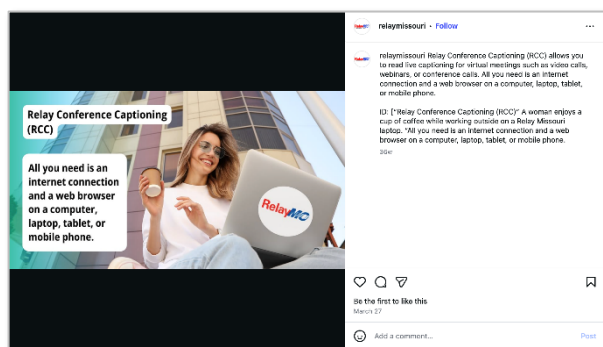 Relay Conference Captioning
(RCC)
All you need is an
internet connection
and a web browser
on a computer,
laptop, tablet, or
mobile phone.
RelayMO
relaymissouri • Follow
relaymissouri Relay Conference Captioning (RCC) allows you
to read live captioning for virtual meetings such as video calls,
webinars, or conference calls. All you need is an internet
connection and a web browser on a computer, laptop, tablet,
or mobile phone.
ID: ["Relay Conference Captioning (RCC)" A woman enjoys a
cup of coffee while working outside on a Relay Missouri
laptop. "All you need is an internet connection and a web
browser on a computer, laptop, tablet, or mobile phone.
Be the first to like this
March 27
Add a comment...
Post